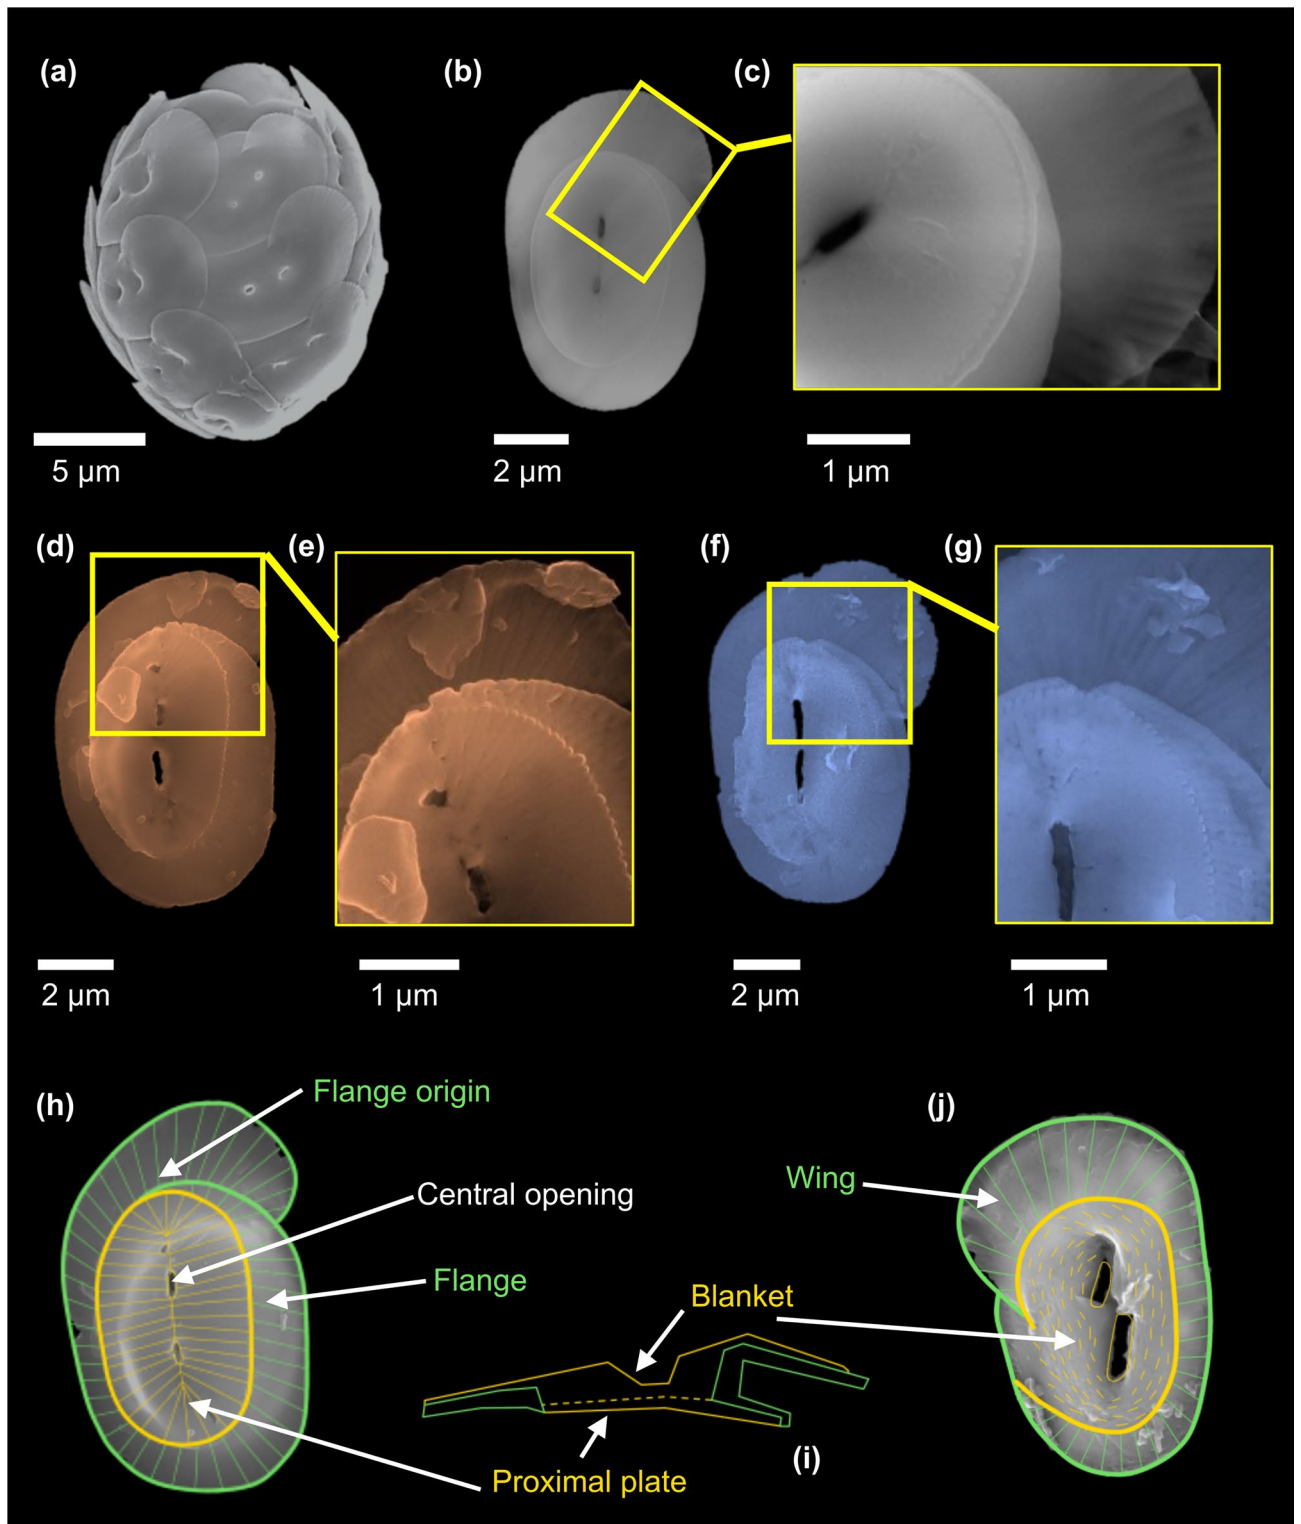 (a)
(b)
(c)
5 µm
2 µm
1 µm
(d)
(e)
(f)
(g)
2 µm
1 µm
2 µm
1 µm
(h)
Flange origin
(j)
Central opening
Wing
Flange
Blanket
(i)
Proximal plate